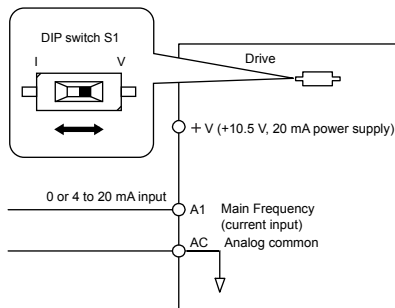 DIP switch S1
I V
Drive
+ V (+10.5 V, 20 mA power supply)
0 or 4 to 20 mA input
A1 Main Frequency
(current input)
AC Analog common